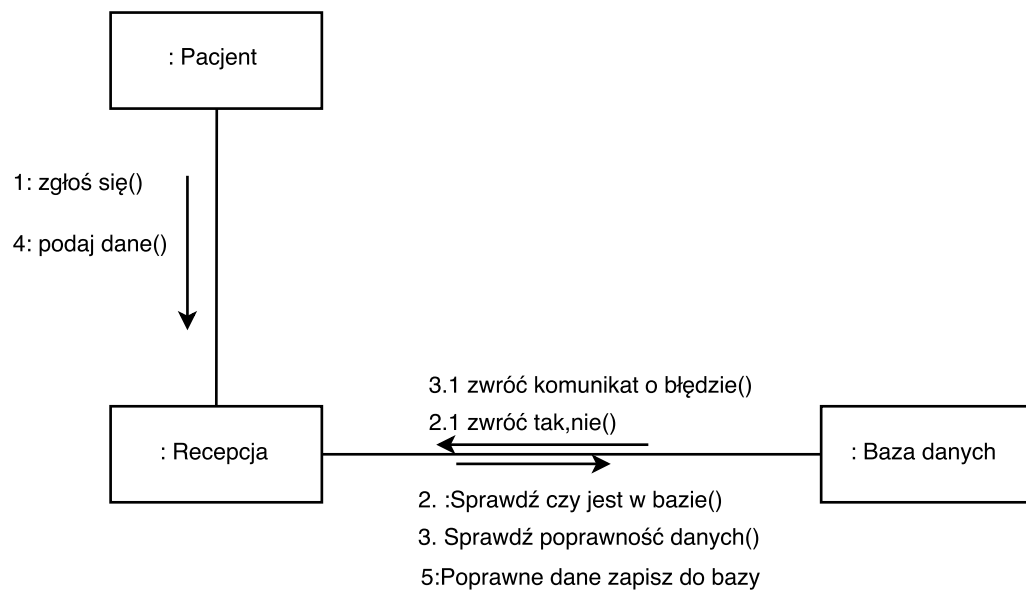 : Pacjent
1: zgłoś się()
4: podaj dane()
3.1 zwróć komunikat o błędzie()
2.1 zwróć tak,nie()
: Recepcja
: Baza danych
2. :Sprawdź czy jest w bazie()
3. Sprawdź poprawność danych()
5:Poprawne dane zapisz do bazy